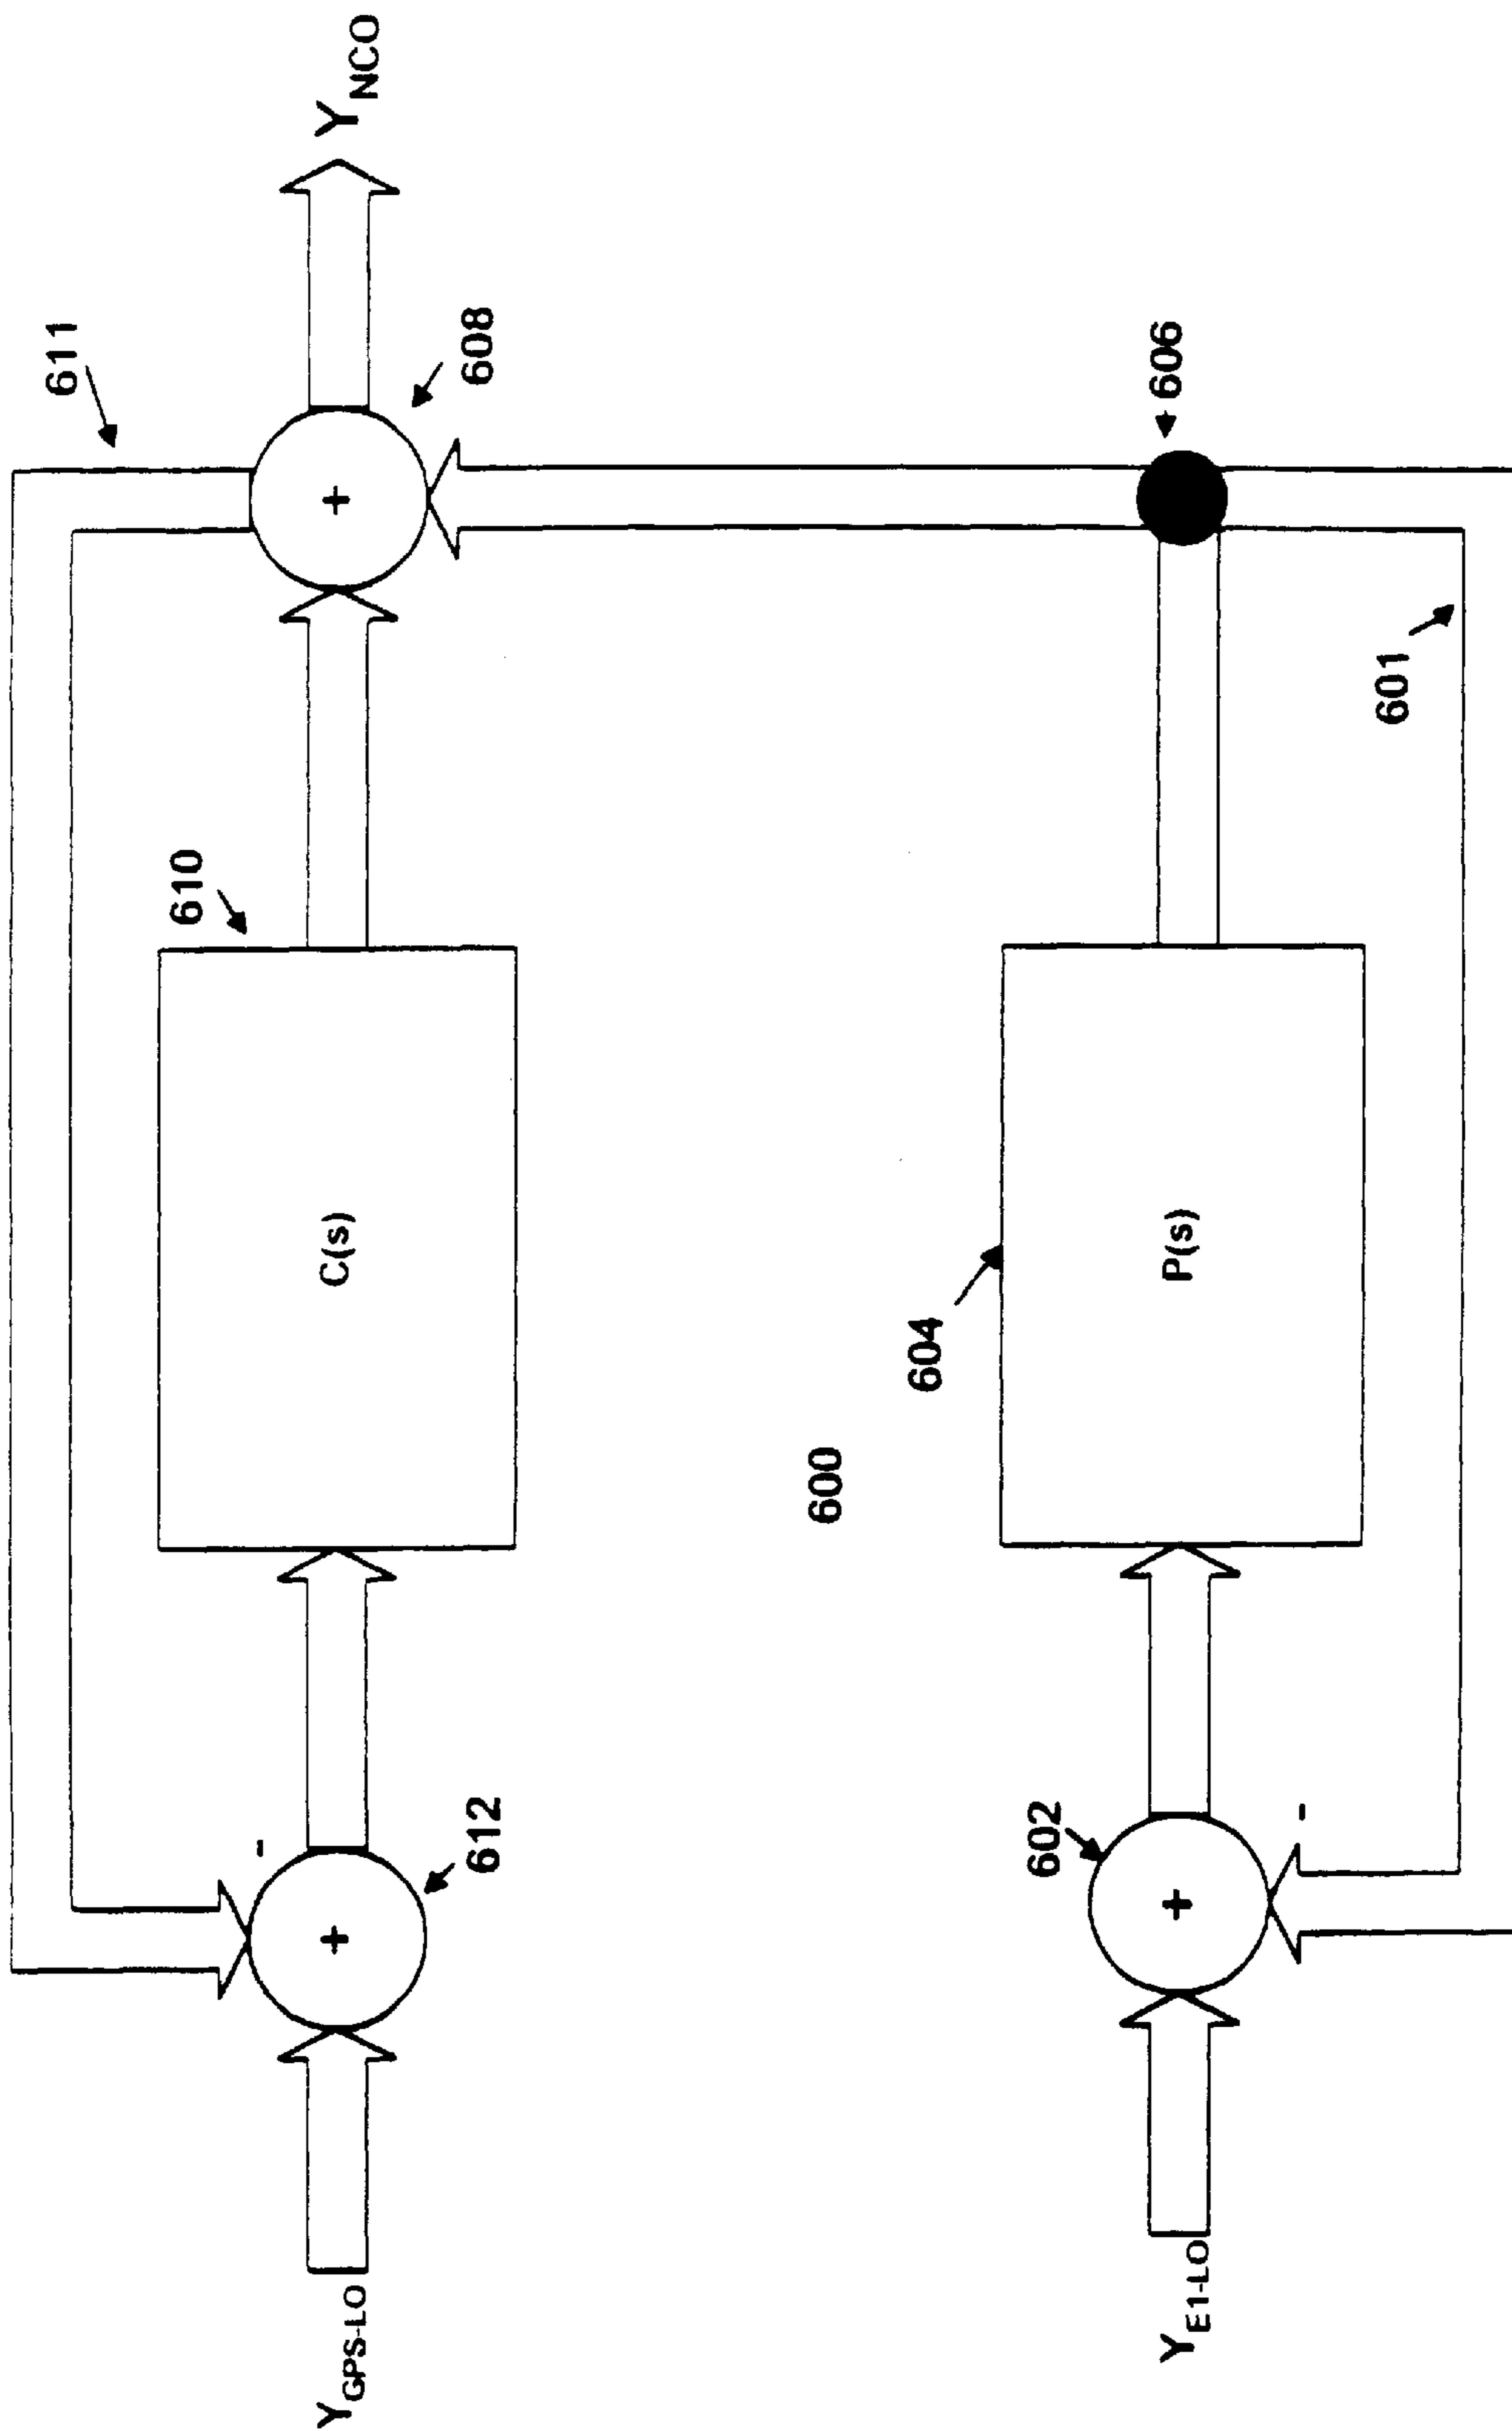 611
Y_NCO
608
610
+
C(s)
-
+
612
Y_GPS-LO
600
606
604
P(s)
601
602
+
-
Y_E1-LO